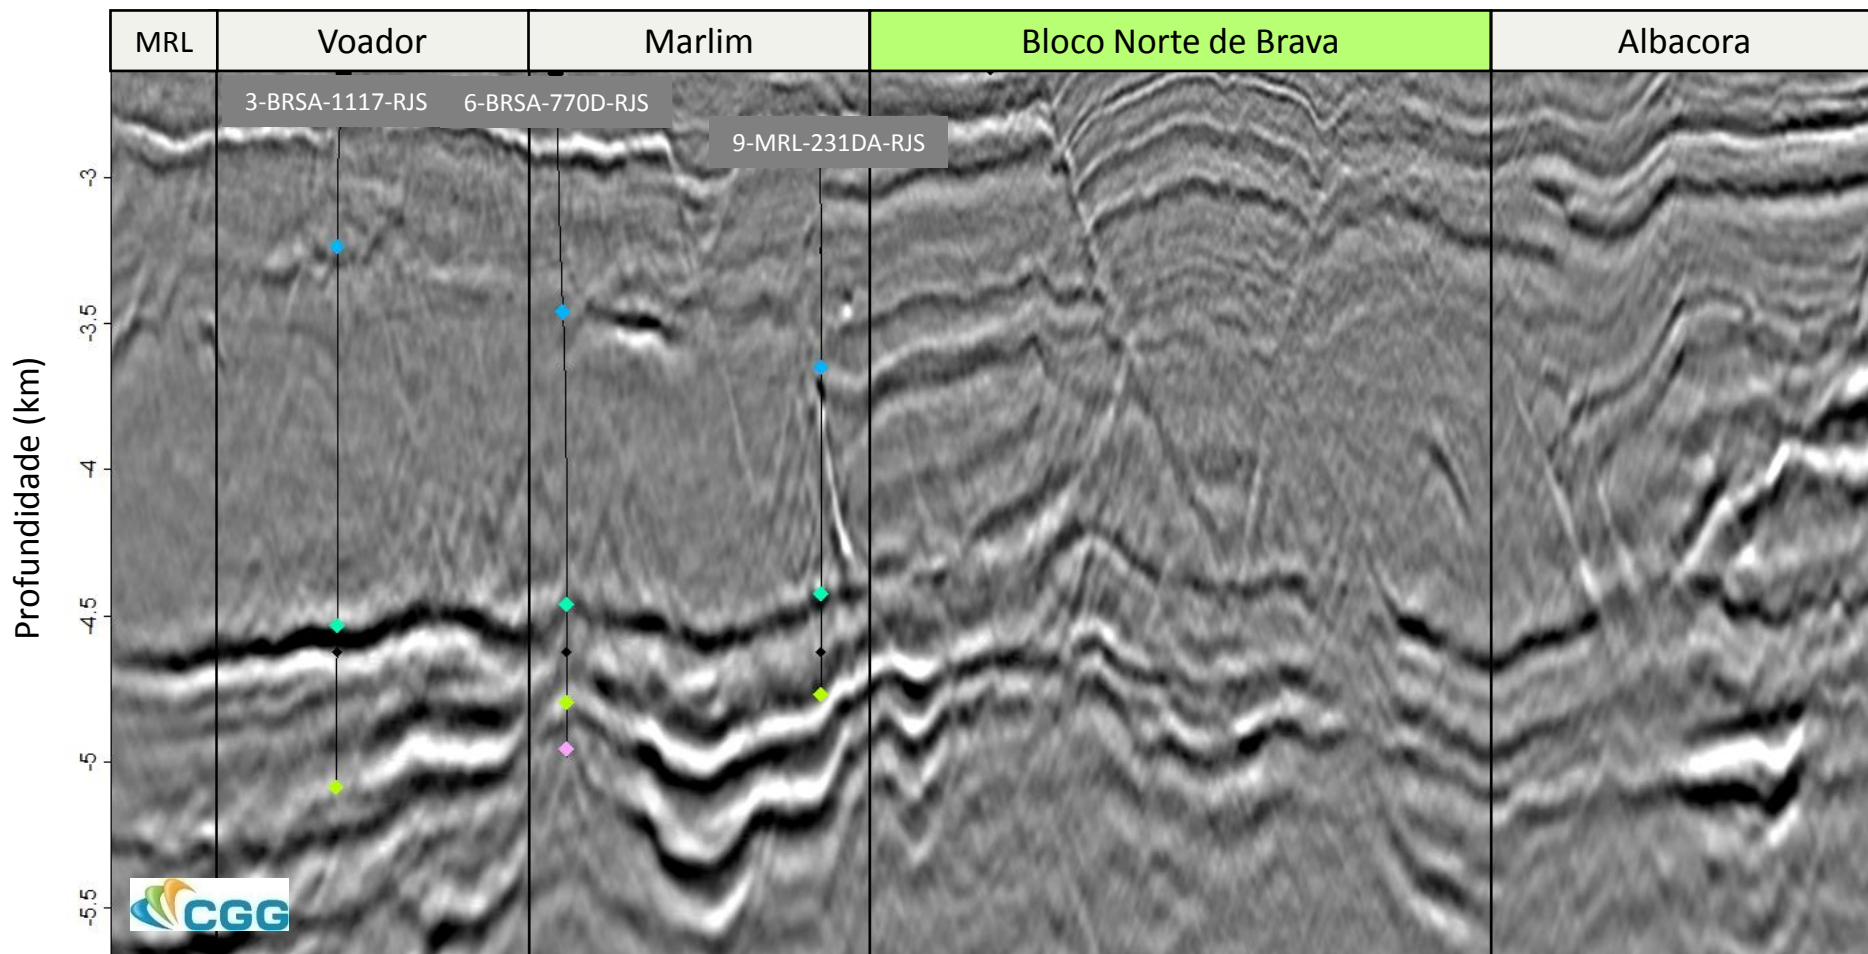 MRL
Voador
Marlim
Bloco Norte de Brava
Albacora
3-BRSA-1117-RJS
6-BRSA-770D-RJS
9-MRL-231DA-RJS
Profundidade (km)
-3
-3.5
-4
-4.5
-5
-5.5
CGG